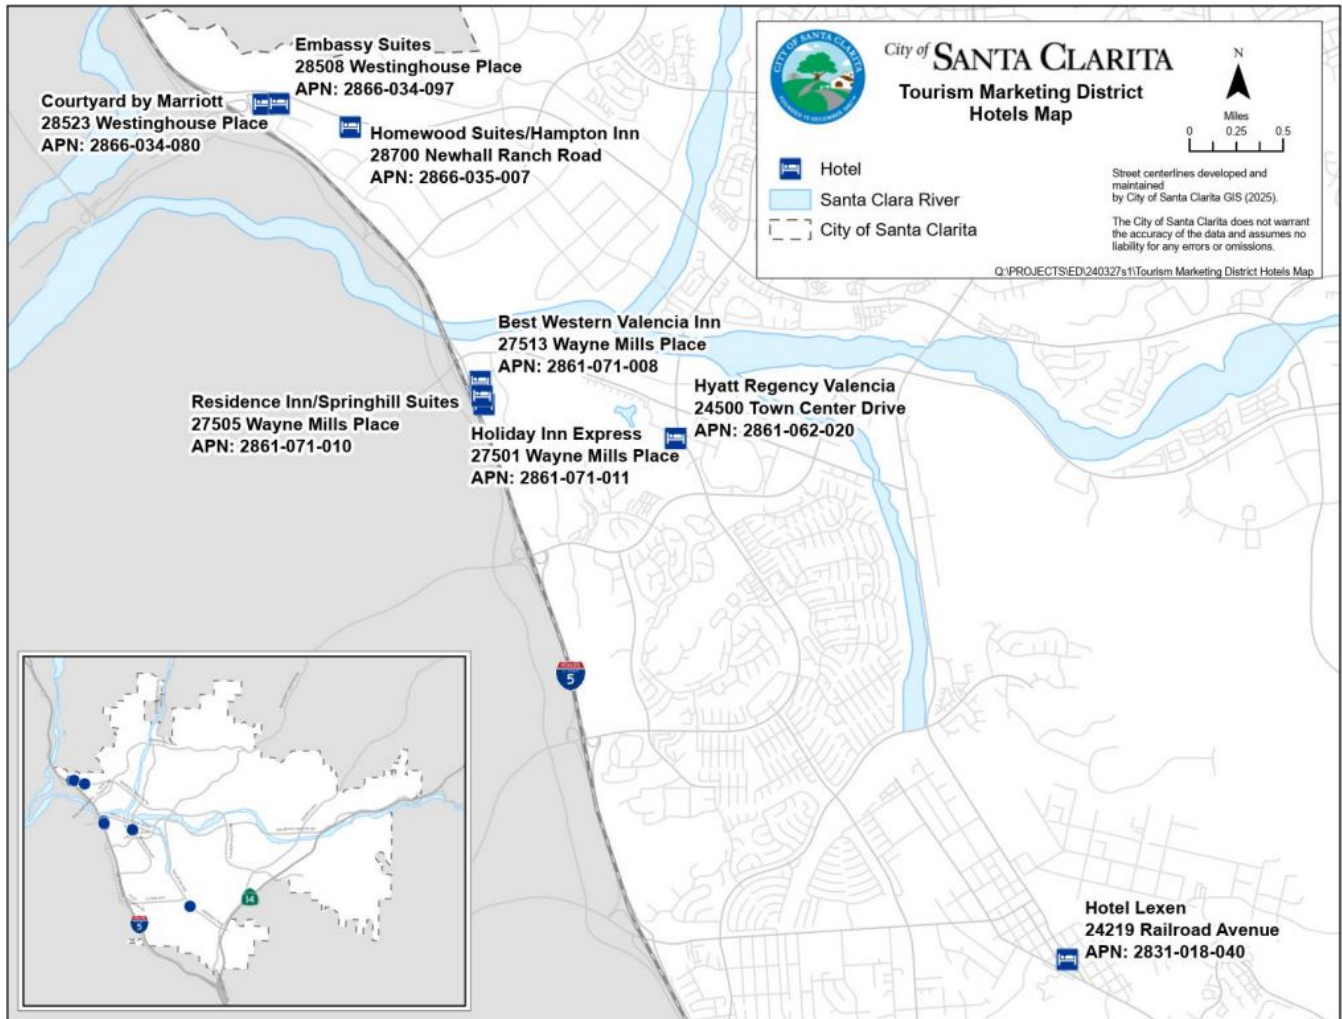 Embassy Suites
28508 Westinghouse Place
APN: 2866-034-097
Courtyard by Marriott
28523 Westinghouse Place
APN: 2866-034-080
Homewood Suites/Hampton Inn
28700 Newhall Ranch Road
APN: 2866-035-007
CITY OF SANTA CLARITA
City of SANTA CLARITA
Tourism Marketing District
Hotels Map
N
Miles
0 0.25 0.5
Hotel
Santa Clara River
City of Santa Clarita
Street centerlines developed and
maintained
by City of Santa Clarita GIS (2025).
The City of Santa Clarita does not warrant
the accuracy of the data and assumes no
liability for any errors or omissions.
Q:\PROJECTS\ED\240327s1\Tourism Marketing District Hotels Map
Best Western Valencia Inn
27513 Wayne Mills Place
APN: 2861-071-008
Residence Inn/Springhill Suites
27505 Wayne Mills Place
APN: 2861-071-010
Holiday Inn Express
27501 Wayne Mills Place
APN: 2861-071-011
Hyatt Regency Valencia
24500 Town Center Drive
APN: 2861-062-020
5
14
5
Hotel Lexen
24219 Railroad Avenue
APN: 2831-018-040